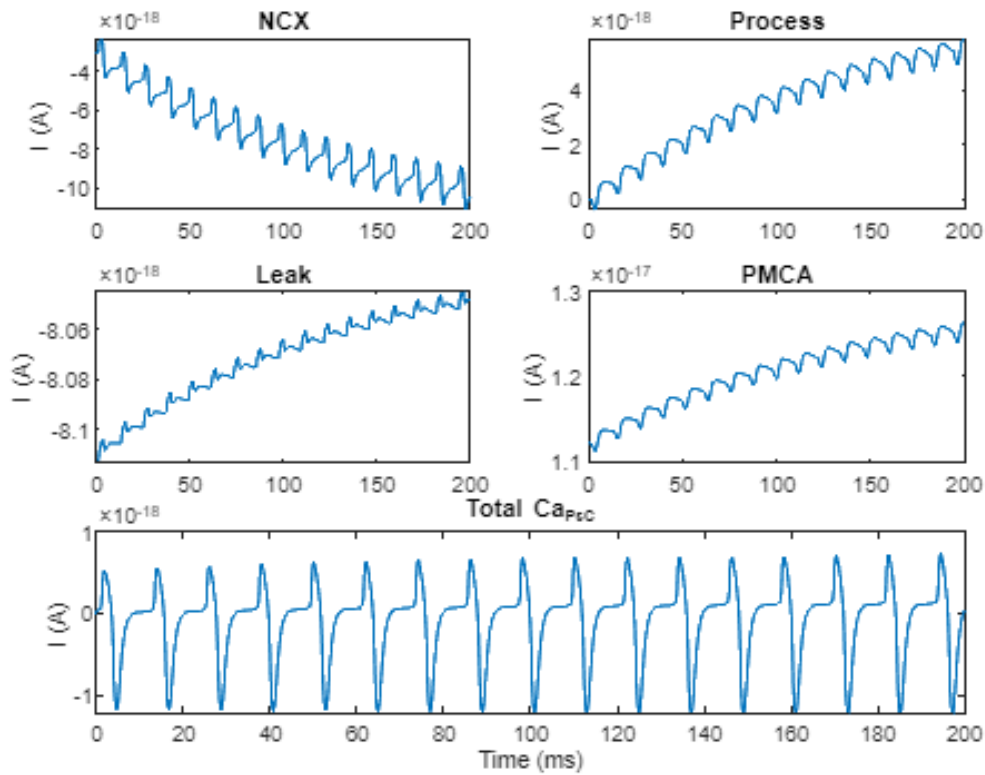 ×10⁻¹⁸ NCX
I (A)
-4
-6
-8
-10
0 50 100 150 200
×10⁻¹⁸ Process
I (A)
4
2
0
0 50 100 150 200
×10⁻¹⁸ Leak
I (A)
-8.06
-8.08
-8.1
0 50 100 150 200
×10⁻¹⁷ PMCA
I (A)
1.3
1.2
1.1
0 50 100 150 200
×10⁻¹⁸ Total Ca_PsC
I (A)
1
0
-1
0 20 40 60 80 100 120 140 160 180 200
Time (ms)